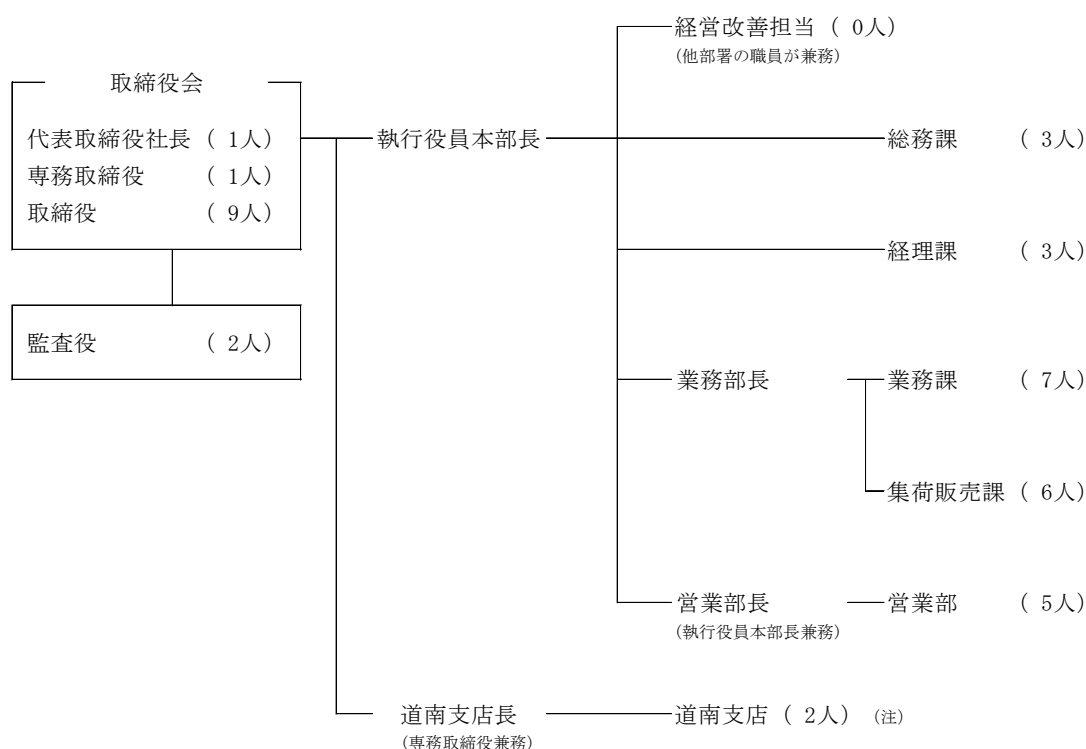 経営改善担当 ( 0人)
(他部署の職員が兼務)
取締役会
代表取締役社長 ( 1人)
専務取締役 ( 1人)
取締役 ( 9人)
監査役 ( 2人)
執行役員本部長
総務課 ( 3人)
経理課 ( 3人)
業務部長
業務課 ( 7人)
集荷販売課 ( 6人)
営業部長
(執行役員本部長兼務)
営業部 ( 5人)
道南支店長
(専務取締役兼務)
道南支店 ( 2人) (注)